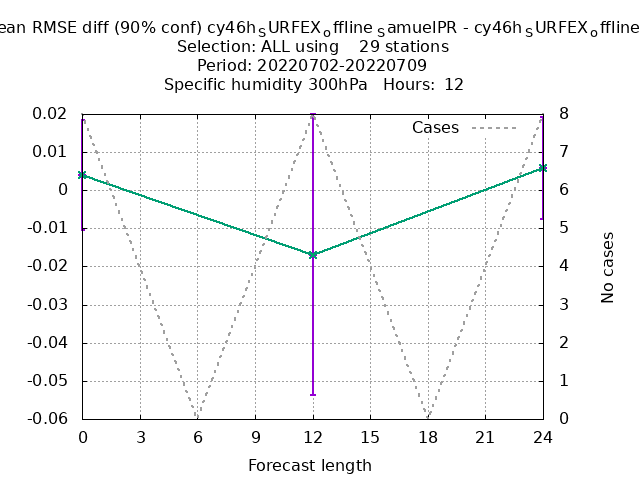 ean RMSE diff (90% conf) cy46hSURFEXoffline samuelPR - cy46hSURFEXoffline
Selection: ALL using 29 stations
Period: 20220702-20220709
Specific humidity 300hPa Hours: 12
0.02 8
Cases
0.01 7
0 6
-0.01 5
-0.02 4
-0.03 3
-0.04 2
-0.05 1
-0.06 0
No cases
0 3 6 9 12 15 18 21 24
Forecast length